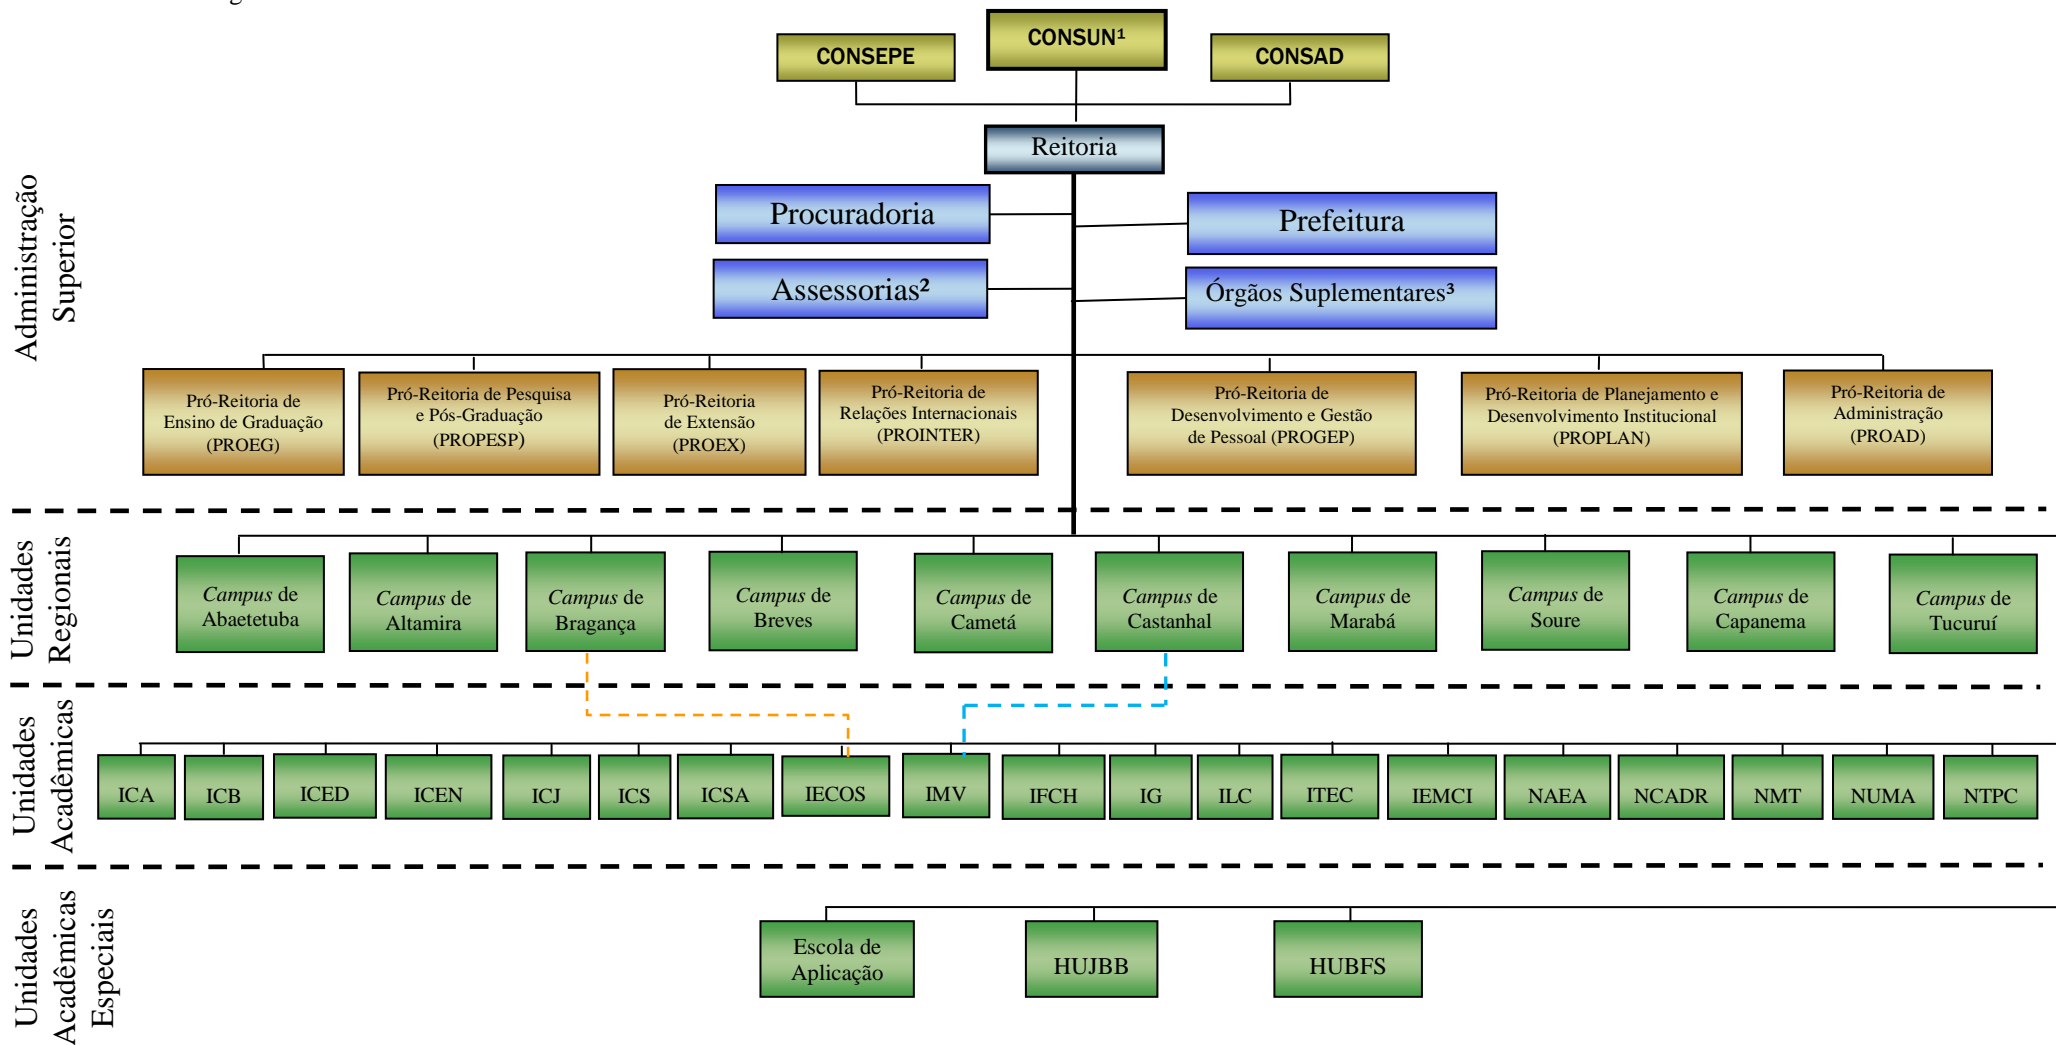 CONSEPE
CONSUN¹
CONSAD
Reitoria
Procuradoria
Prefeitura
Assessorias²
Órgãos Suplementares³
Administração
Superior
Pró-Reitoria de
Ensino de Graduação
(PROEG)
Pró-Reitoria de Pesquisa
e Pós-Graduação
(PROPESP)
Pró-Reitoria
de Extensão
(PROEX)
Pró-Reitoria de
Relações Internacionais
(PROINTER)
Pró-Reitoria de
Desenvolvimento e Gestão
de Pessoal (PROGEP)
Pró-Reitoria de Planejamento e
Desenvolvimento Institucional
(PROPLAN)
Pró-Reitoria de
Administração
(PROAD)
Unidades
Regionais
Campus de
Abaetetuba
Campus de
Altamira
Campus de
Bragança
Campus de
Breves
Campus de
Cametá
Campus de
Castanhal
Campus de
Marabá
Campus de
Soure
Campus de
Capanema
Campus de
Tucuruí
Unidades
Acadêmicas
ICA
ICB
ICED
ICEN
ICJ
ICS
ICSA
IECOS
IMV
IFCH
IG
ILC
ITEC
IEMCI
NAEA
NCADR
NMT
NUMA
NTPC
Unidades
Acadêmicas
Especiais
Escola de
Aplicação
HUJBB
HUBFS